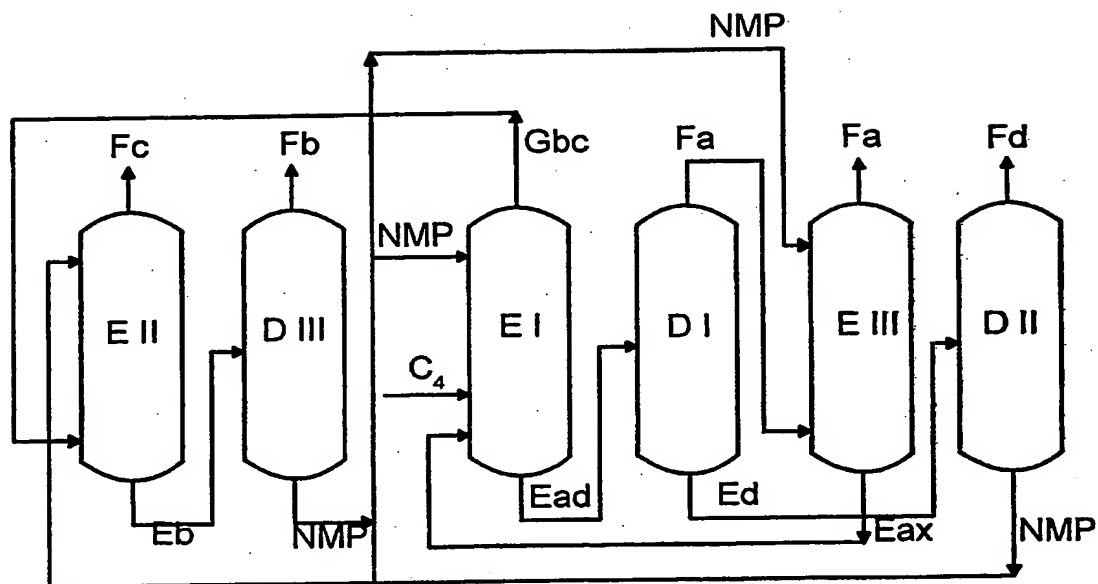 NMP
Fc
Fb
Gbc
Fa
Fa
Fd
NMP
E II
D III
E I
D I
E III
D II
C₄
Eb
NMP
Ead
Ed
Eax
NMP